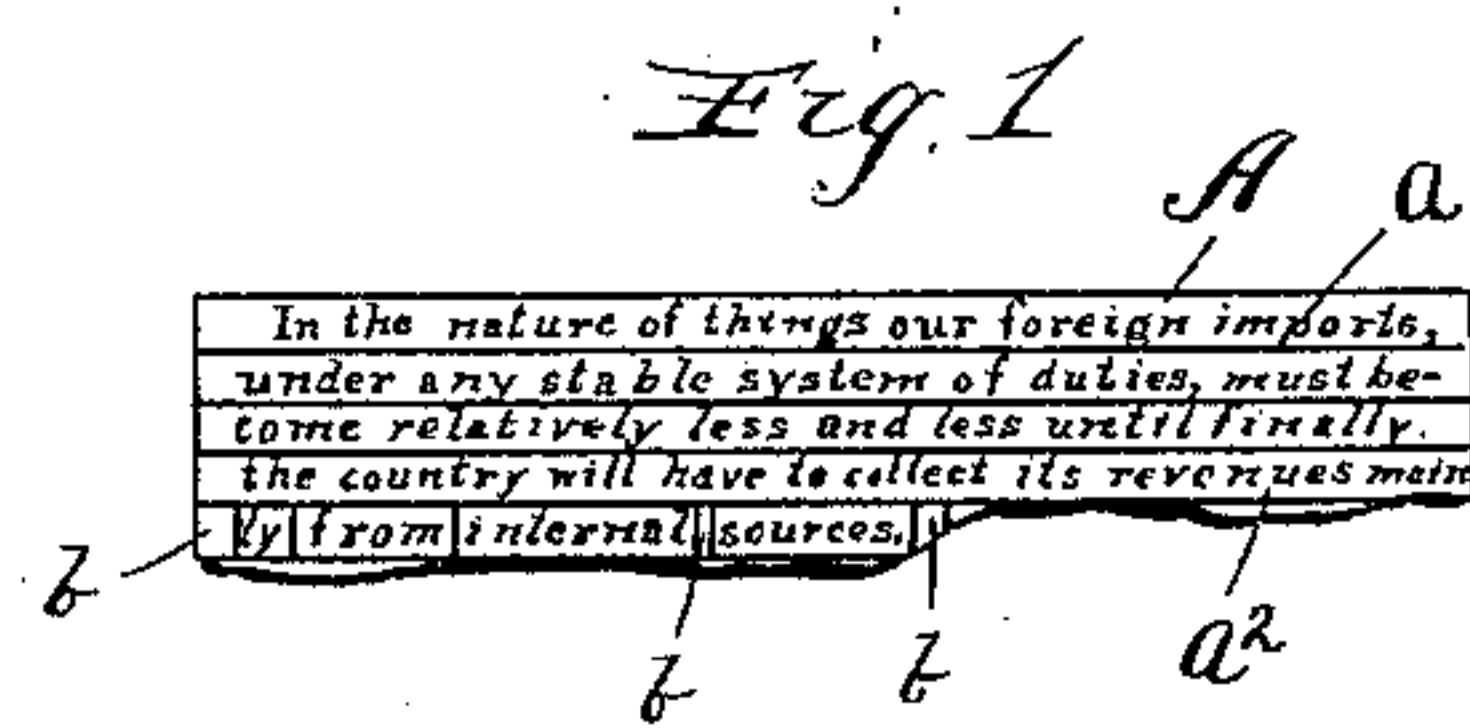 Fig. 1
A a
In the nature of things our foreign imports,
under any stable system of duties, must be-
come relatively less and less until finally.
the country will have to collect its revenues main
ly from internal sources.
b b b a²